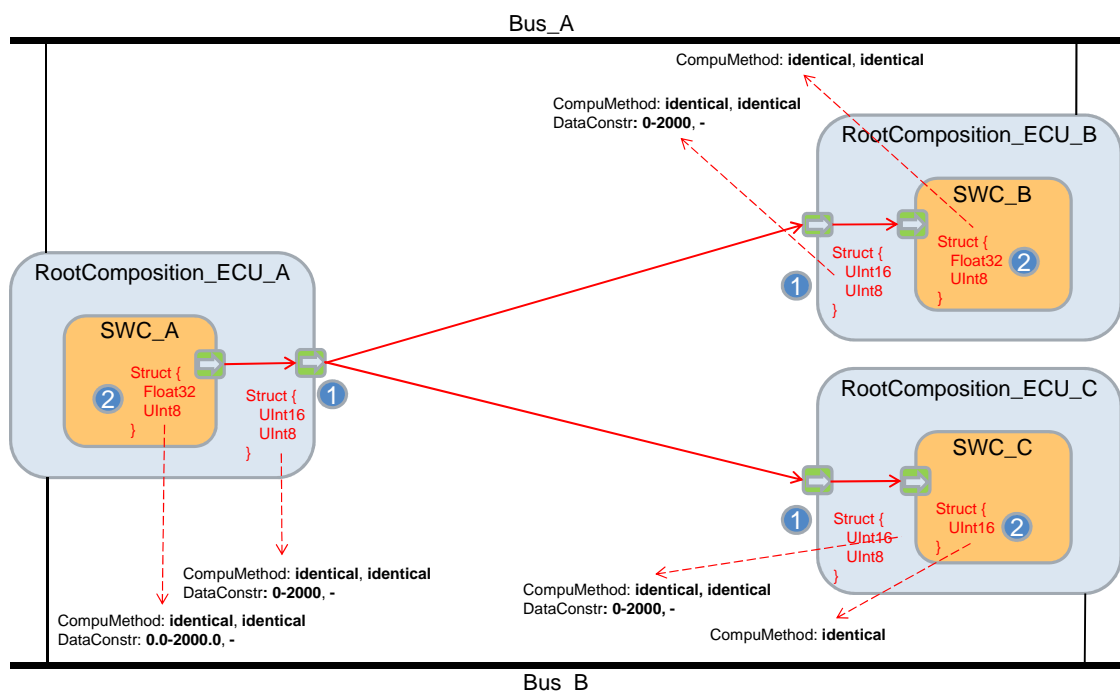 Bus_A
CompuMethod: identical, identical
CompuMethod: identical, identical
DataConstr: 0-2000, -
RootComposition_ECU_B
SWC_B
Struct {
Float32
UInt8
}
2
Struct {
UInt16
UInt8
}
1
RootComposition_ECU_A
SWC_A
Struct {
Float32
UInt8
}
2
Struct {
UInt16
UInt8
}
1
RootComposition_ECU_C
SWC_C
Struct {
UInt16
}
2
Struct {
UInt16
UInt8
}
1
CompuMethod: identical, identical
DataConstr: 0-2000, -
CompuMethod: identical, identical
DataConstr: 0.0-2000.0, -
CompuMethod: identical, identical
DataConstr: 0-2000, -
CompuMethod: identical
Bus_B